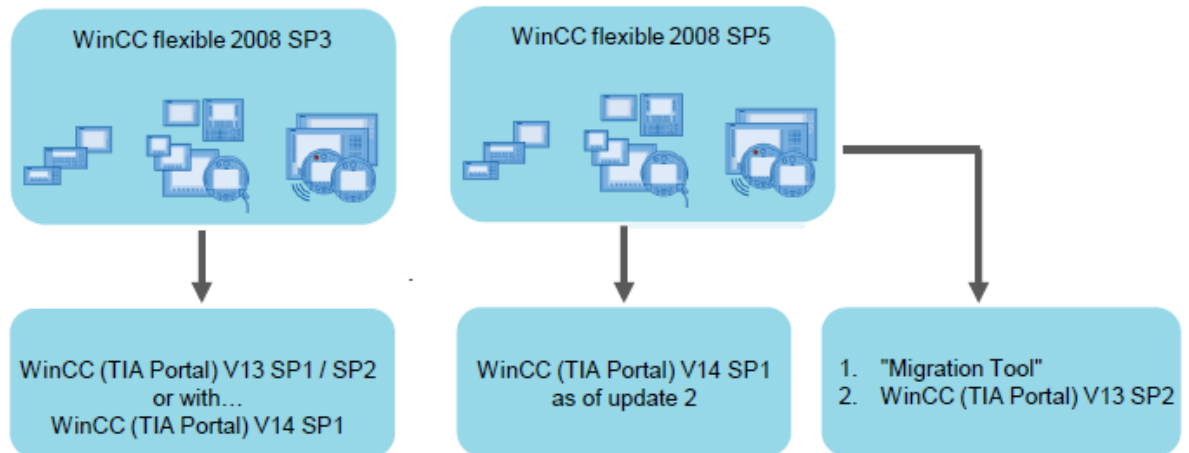 WinCC flexible 2008 SP3
WinCC flexible 2008 SP5
WinCC (TIA Portal) V13 SP1 / SP2
or with…
WinCC (TIA Portal) V14 SP1
WinCC (TIA Portal) V14 SP1
as of update 2
1. "Migration Tool"
2. WinCC (TIA Portal) V13 SP2